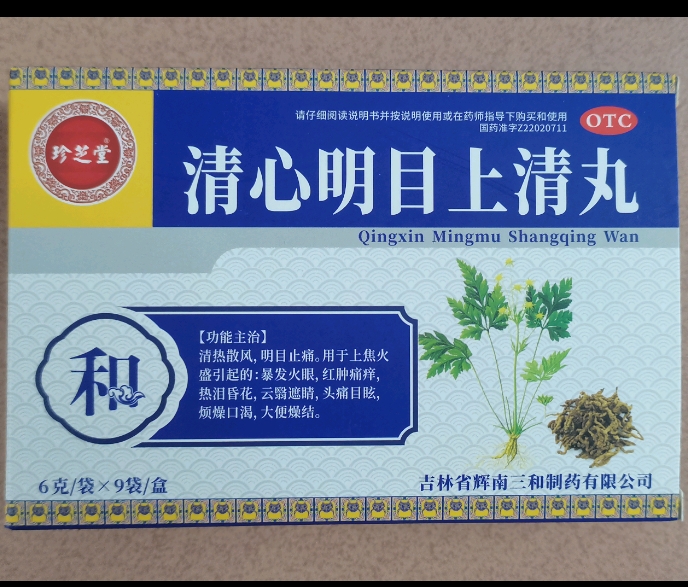 请仔细阅读说明书并按说明使用或在药师指导下购买和使用
国药准字Z22020711
OTC
珍芝堂
清心明目上清丸
Qingxin Mingmu Shangqing Wan
和
【功能主治】
清热散风,明目止痛。用于上焦火
盛引起的:暴发火眼,红肿痛痒,
热泪昏花,云翳遮睛,头痛目眩,
烦燥口渴,大便燥结。
6克/袋×9袋/盒
吉林省辉南三和制药有限公司